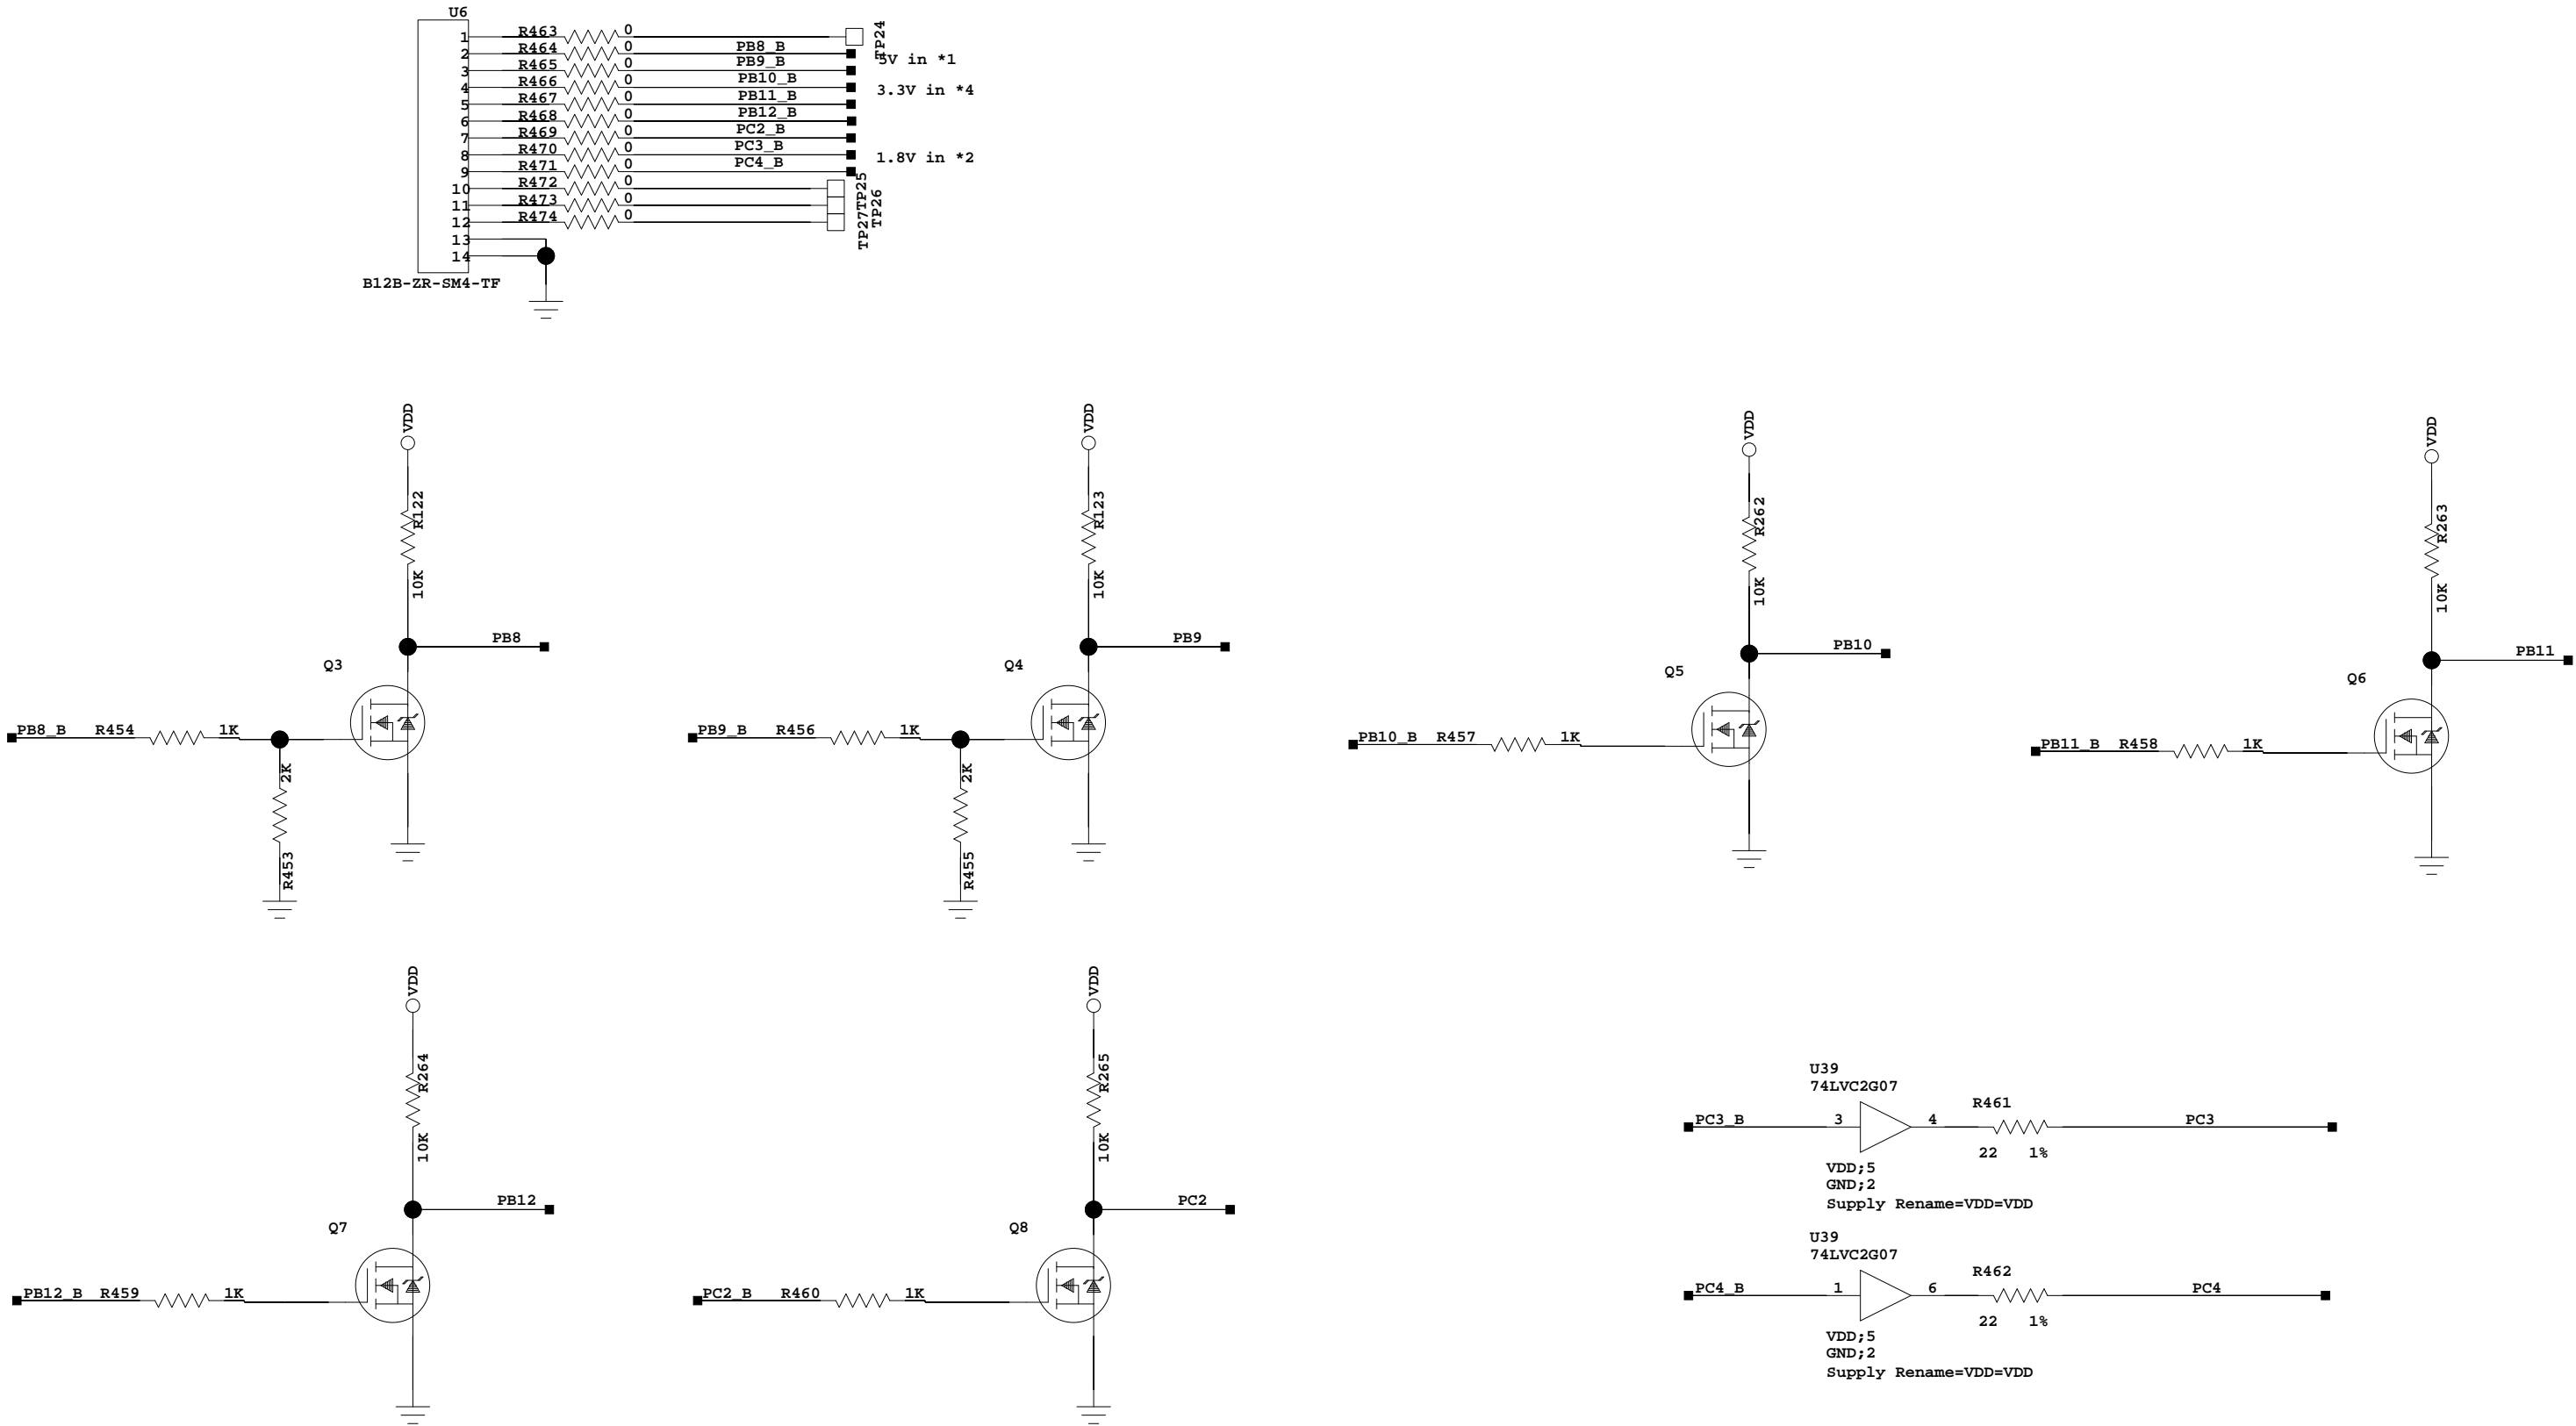 U6
1 R463 0 TP24
2 R464 0 PB8_B
5V in *1
3 R465 0 PB9_B
4 R466 0 PB10_B
3.3V in *4
5 R467 0 PB11_B
6 R468 0 PB12_B
7 R469 0 PC2_B
8 R470 0 PC3_B
1.8V in *2
9 R471 0 PC4_B
10 R472 0 TP25
11 R473 0 TP26
12 R474 0 TP27
13
14
B12B-ZR-SM4-TF
VDD
R122
10K
PB8
Q3
PB8_B R454 1K
2K
R453
VDD
R123
10K
PB9
Q4
PB9_B R456 1K
2K
R455
VDD
R262
10K
PB10
Q5
PB10_B R457 1K
VDD
R263
10K
PB11
Q6
PB11_B R458 1K
VDD
R264
10K
PB12
Q7
PB12_B R459 1K
VDD
R265
10K
PC2
Q8
PC2_B R460 1K
U39
74LVC2G07
R461
PC3_B 3 4 PC3
22 1%
VDD;5
GND;2
Supply Rename=VDD=VDD
U39
74LVC2G07
R462
PC4_B 1 6 PC4
22 1%
VDD;5
GND;2
Supply Rename=VDD=VDD